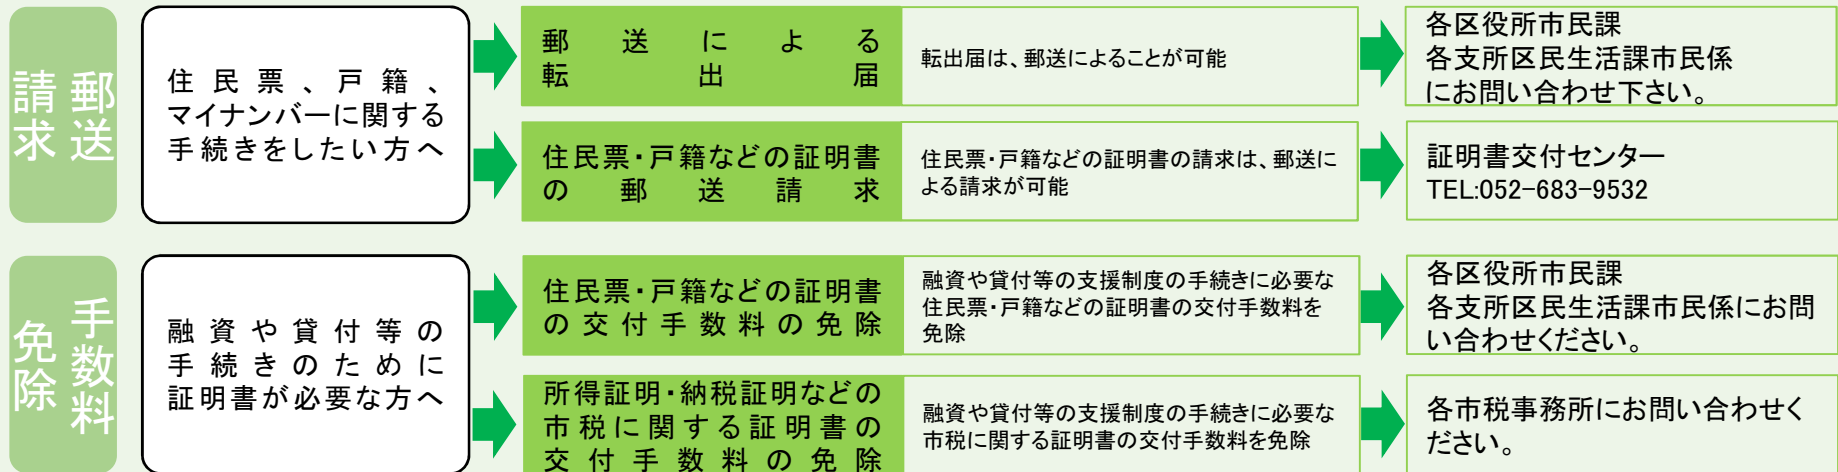 郵送
請求
住民票、戸籍、
マイナンバーに関する
手続きをしたい方へ
郵送による
転出届
転出届は、郵送によることが可能
各区役所市民課
各支所区民生活課市民係
にお問い合わせ下さい。
住民票・戸籍などの証明書
の郵送請求
住民票・戸籍などの証明書の請求は、郵送に
よる請求が可能
証明書交付センター
TEL:052-683-9532
手数料
免除
融資や貸付等の
手続きのために
証明書が必要な方へ
住民票・戸籍などの証明書
の交付手数料の免除
融資や貸付等の支援制度の手続きに必要な
住民票・戸籍などの証明書の交付手数料を
免除
各区役所市民課
各支所区民生活課市民係にお問
い合わせください。
所得証明・納税証明などの
市税に関する証明書の
交付手数料の免除
融資や貸付等の支援制度の手続きに必要な
市税に関する証明書の交付手数料を免除
各市税事務所にお問い合わせく
ださい。